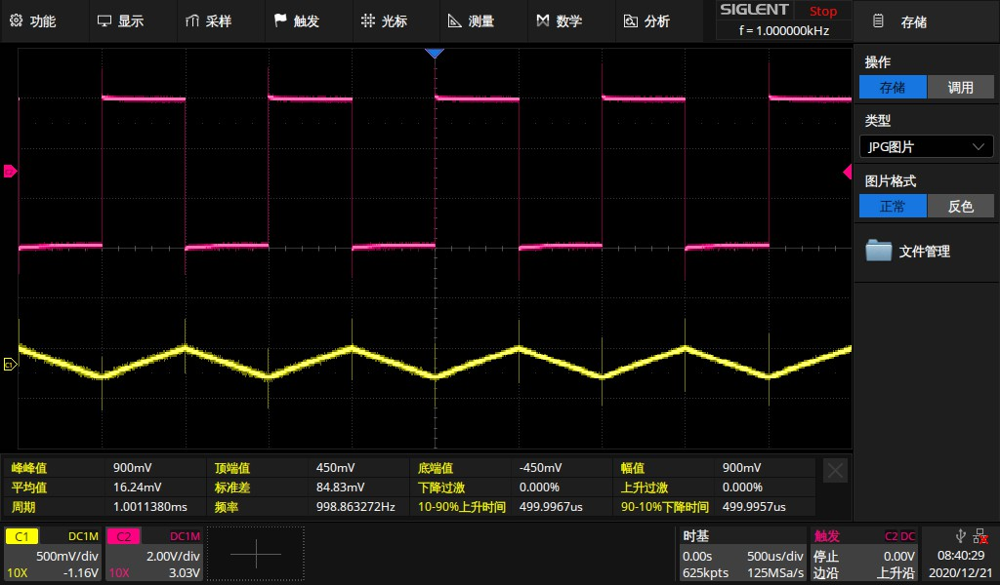 功能 显示 采样 触发 光标 测量 数学 分析 SIGLENT Stop 存储
f = 1.000000kHz
操作
存储 调用
类型
JPG图片
图片格式
正常 反色
文件管理
C1
峰峰值 900mV 顶端值 450mV 底端值 -450mV 幅值 900mV
平均值 16.24mV 标准差 84.83mV 下降过激 0.000% 上升过激 0.000%
周期 1.0011380ms 频率 998.863272Hz 10-90%上升时间 499.9967us 90-10%下降时间 499.9957us
C1 DC1M C2 DC1M 时基 触发 C2 DC
500mV/div 2.00V/div 0.00s 500us/div 停止 0.00V 08:40:29
10X -1.16V 10X 3.03V 625kpts 125MSa/s 边沿 上升沿 2020/12/21